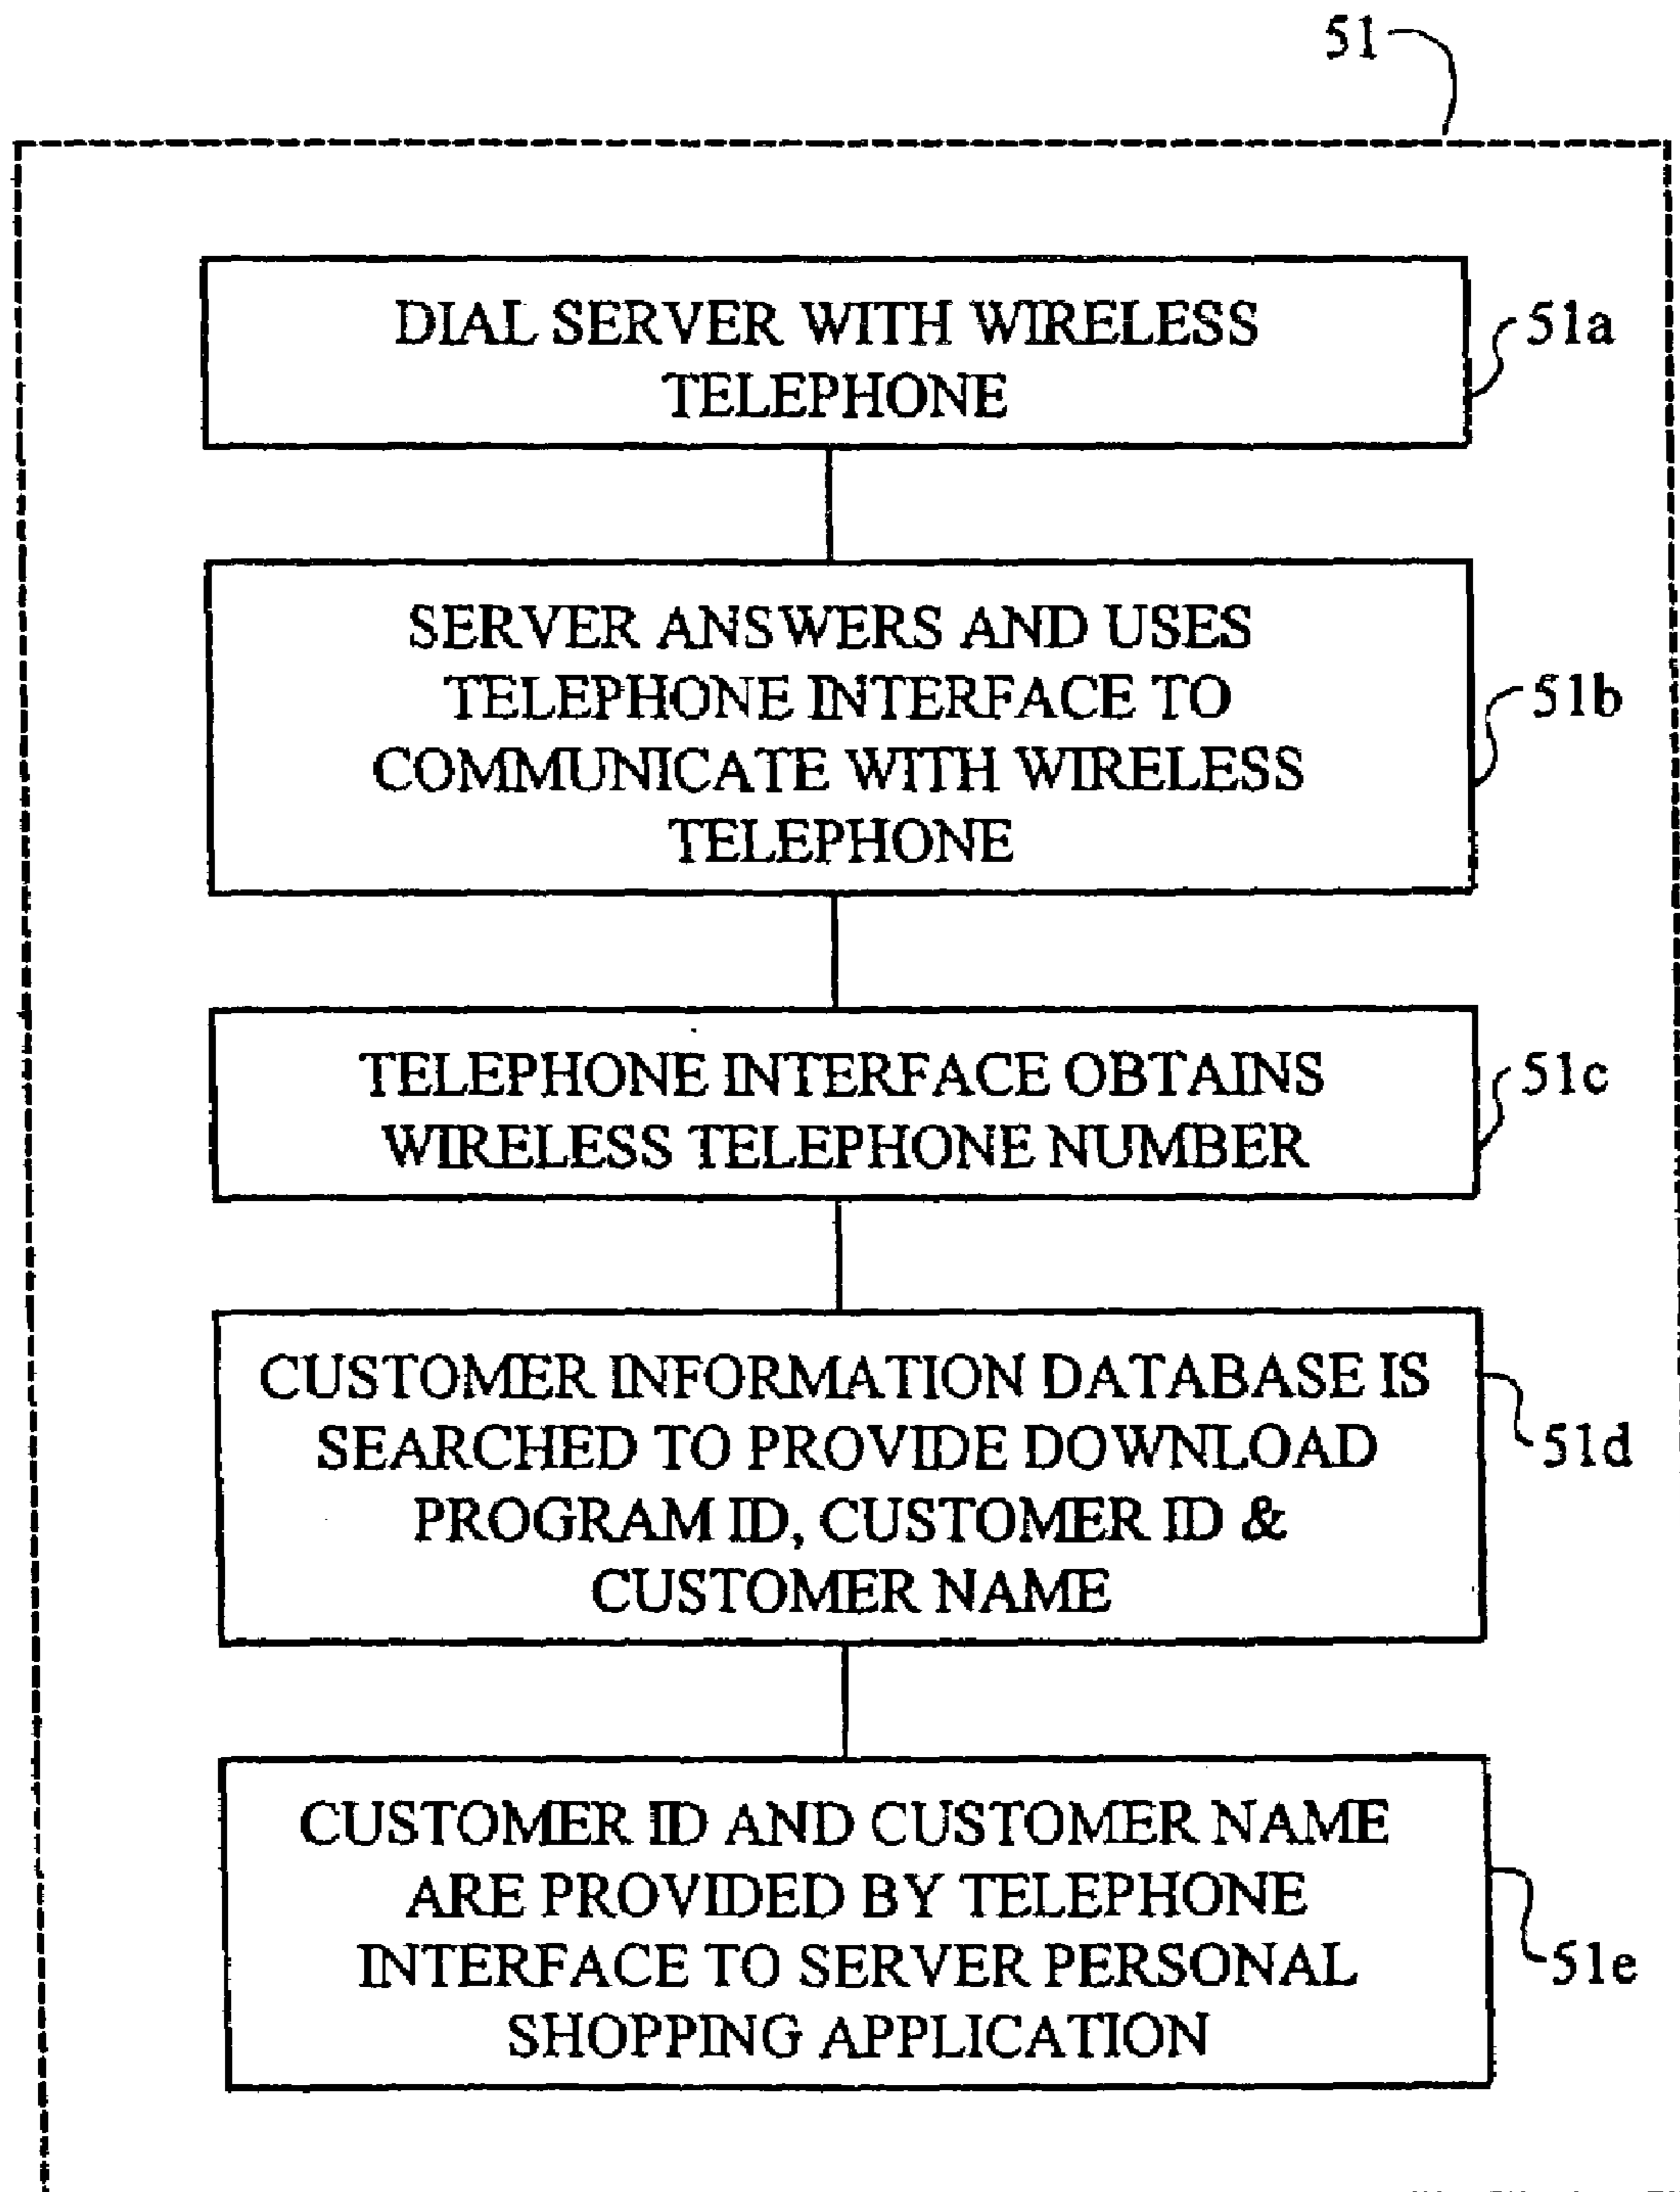 51
DIAL SERVER WITH WIRELESS
TELEPHONE
51a
SERVER ANSWERS AND USES
TELEPHONE INTERFACE TO
COMMUNICATE WITH WIRELESS
TELEPHONE
51b
TELEPHONE INTERFACE OBTAINS
WIRELESS TELEPHONE NUMBER
51c
CUSTOMER INFORMATION DATABASE IS
SEARCHED TO PROVIDE DOWNLOAD
PROGRAM ID, CUSTOMER ID &
CUSTOMER NAME
51d
CUSTOMER ID AND CUSTOMER NAME
ARE PROVIDED BY TELEPHONE
INTERFACE TO SERVER PERSONAL
SHOPPING APPLICATION
51e